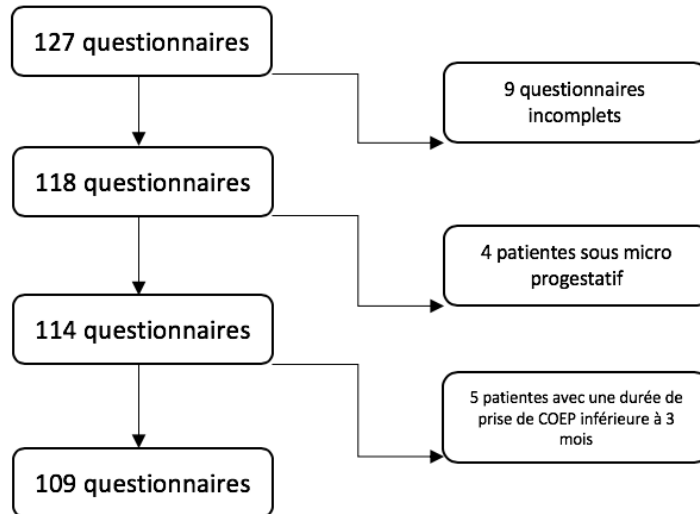 127 questionnaires
9 questionnaires
incomplets
118 questionnaires
4 patientes sous micro
progestatif
114 questionnaires
5 patientes avec une durée de
prise de COEP inférieure à 3
mois
109 questionnaires